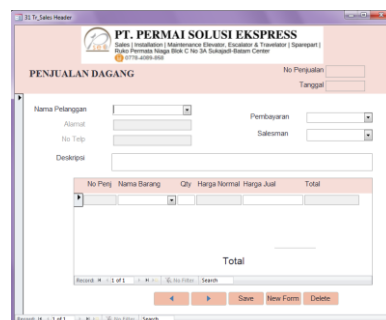 31 Tr_Sales Header
PT. PERMAI SOLUSI EKSPRESS
Sales | Installation | Maintenance Elevator, Escalator & Travelator | Sparepart |
Ruko Permata Niaga Blok C No 3A Sukajadi-Batam Center
0778-4089-858
PENJUALAN DAGANG
No Penjualan
Tanggal
Nama Pelanggan
Alamat
No Telp
Pembayaran
Salesman
Deskripsi
No Penj Nama Barang Qty Harga Normal Harga Jual Total
Total
Record: 1 of 1 No Filter Search
Save New Form Delete
Record: 1 of 1 No Filter Search